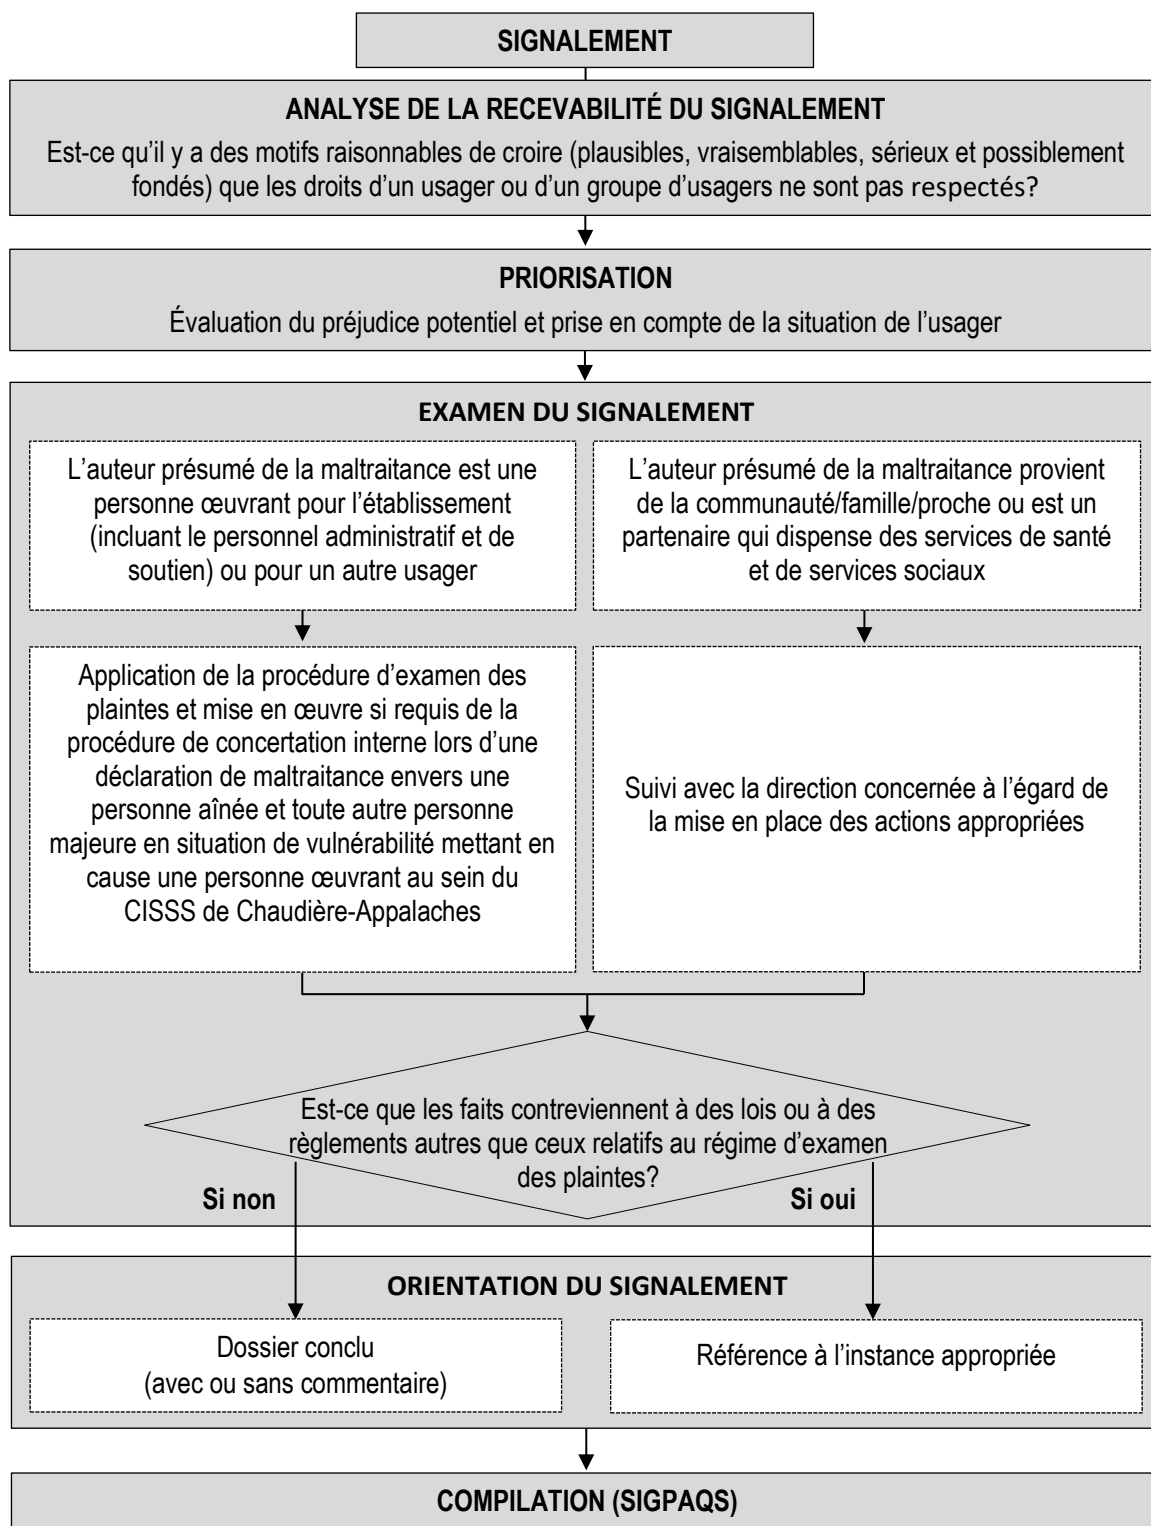 SIGNALEMENT
ANALYSE DE LA RECEVABILITÉ DU SIGNALEMENT
Est-ce qu’il y a des motifs raisonnables de croire (plausibles, vraisemblables, sérieux et possiblement
fondés) que les droits d’un usager ou d’un groupe d’usagers ne sont pas respectés?
PRIORISATION
Évaluation du préjudice potentiel et prise en compte de la situation de l’usager
EXAMEN DU SIGNALEMENT
L’auteur présumé de la maltraitance est une
personne œuvrant pour l’établissement
(incluant le personnel administratif et de
soutien) ou pour un autre usager
L’auteur présumé de la maltraitance provient
de la communauté/famille/proche ou est un
partenaire qui dispense des services de santé
et de services sociaux
Application de la procédure d’examen des
plaintes et mise en œuvre si requis de la
procédure de concertation interne lors d’une
déclaration de maltraitance envers une
personne aînée et toute autre personne
majeure en situation de vulnérabilité mettant en
cause une personne œuvrant au sein du
CISSS de Chaudière-Appalaches
Suivi avec la direction concernée à l’égard de
la mise en place des actions appropriées
Est-ce que les faits contreviennent à des lois ou à des
règlements autres que ceux relatifs au régime d’examen
des plaintes?
Si non
Si oui
ORIENTATION DU SIGNALEMENT
Dossier conclu
(avec ou sans commentaire)
Référence à l’instance appropriée
COMPILATION (SIGPAQS)